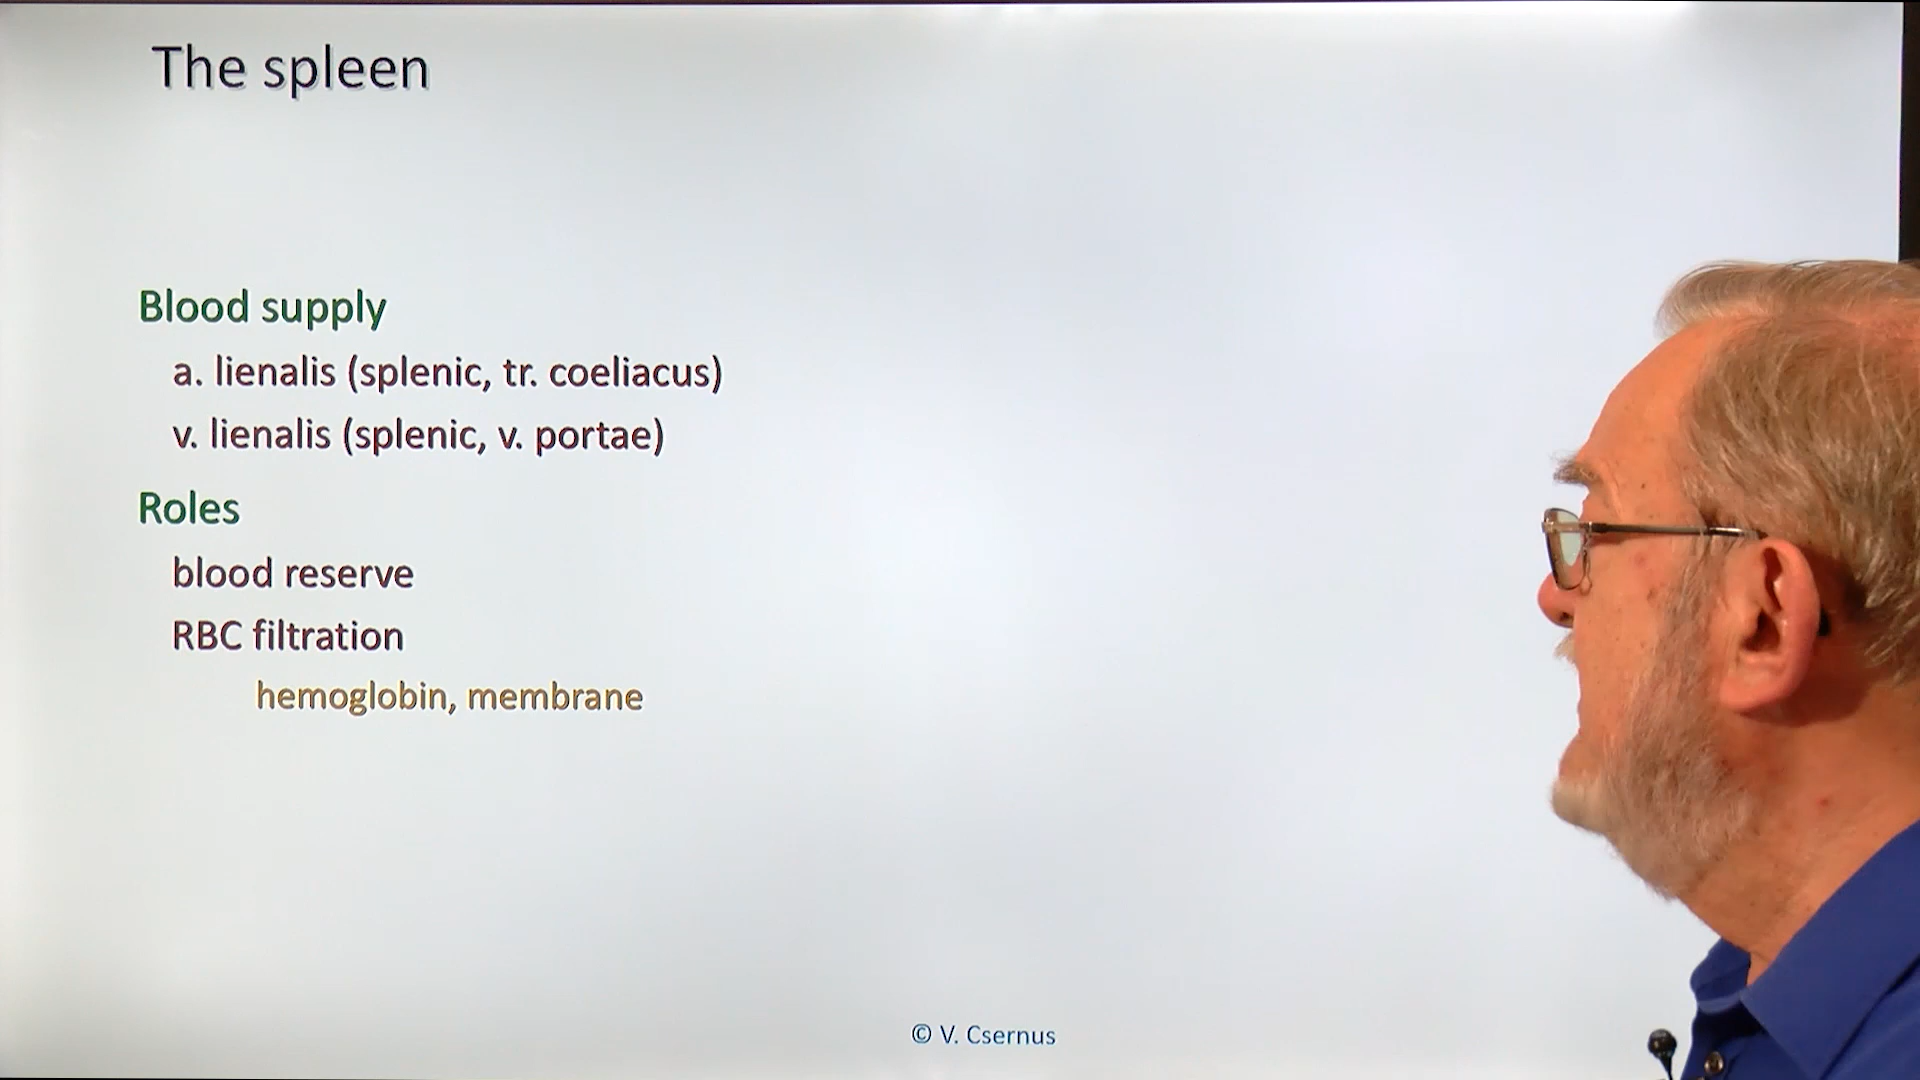 The spleen
Blood supply
a. lienalis (splenic, tr. coeliacus)
v. lienalis (splenic, v. portae)
Roles
blood reserve
RBC filtration
hemoglobin, membrane
© V. Csernus